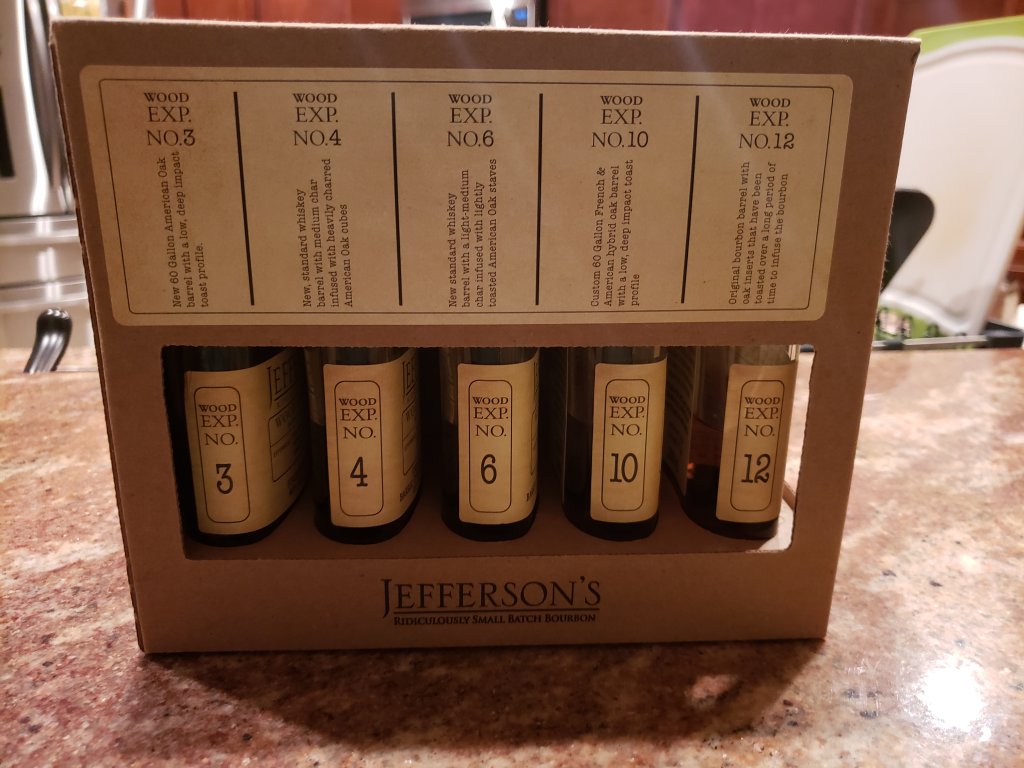 WOOD
EXP.
NO.3
New 60 Gallon American Oak
barrel with a low, deep impact
toast profile.
WOOD
EXP.
NO.4
New, standard whiskey
barrel with medium char
infused with heavily charred
American Oak cubes
WOOD
EXP.
NO.6
New standard whiskey
barrel with a light-medium
char infused with lightly
toasted American Oak staves
WOOD
EXP.
NO.10
Custom 60 Gallon French &
American hybrid oak barrel
with a low, deep impact toast
profile
WOOD
EXP.
NO.12
Original bourbon barrel with
oak inserts that have been
toasted over a long period of
time to infuse the bourbon
WOOD
EXP.
NO.
3
WOOD
EXP.
NO.
4
WOOD
EXP.
NO.
6
WOOD
EXP.
NO.
10
WOOD
EXP.
NO.
12
JEFFERSON'S
RIDICULOUSLY SMALL BATCH BOURBON